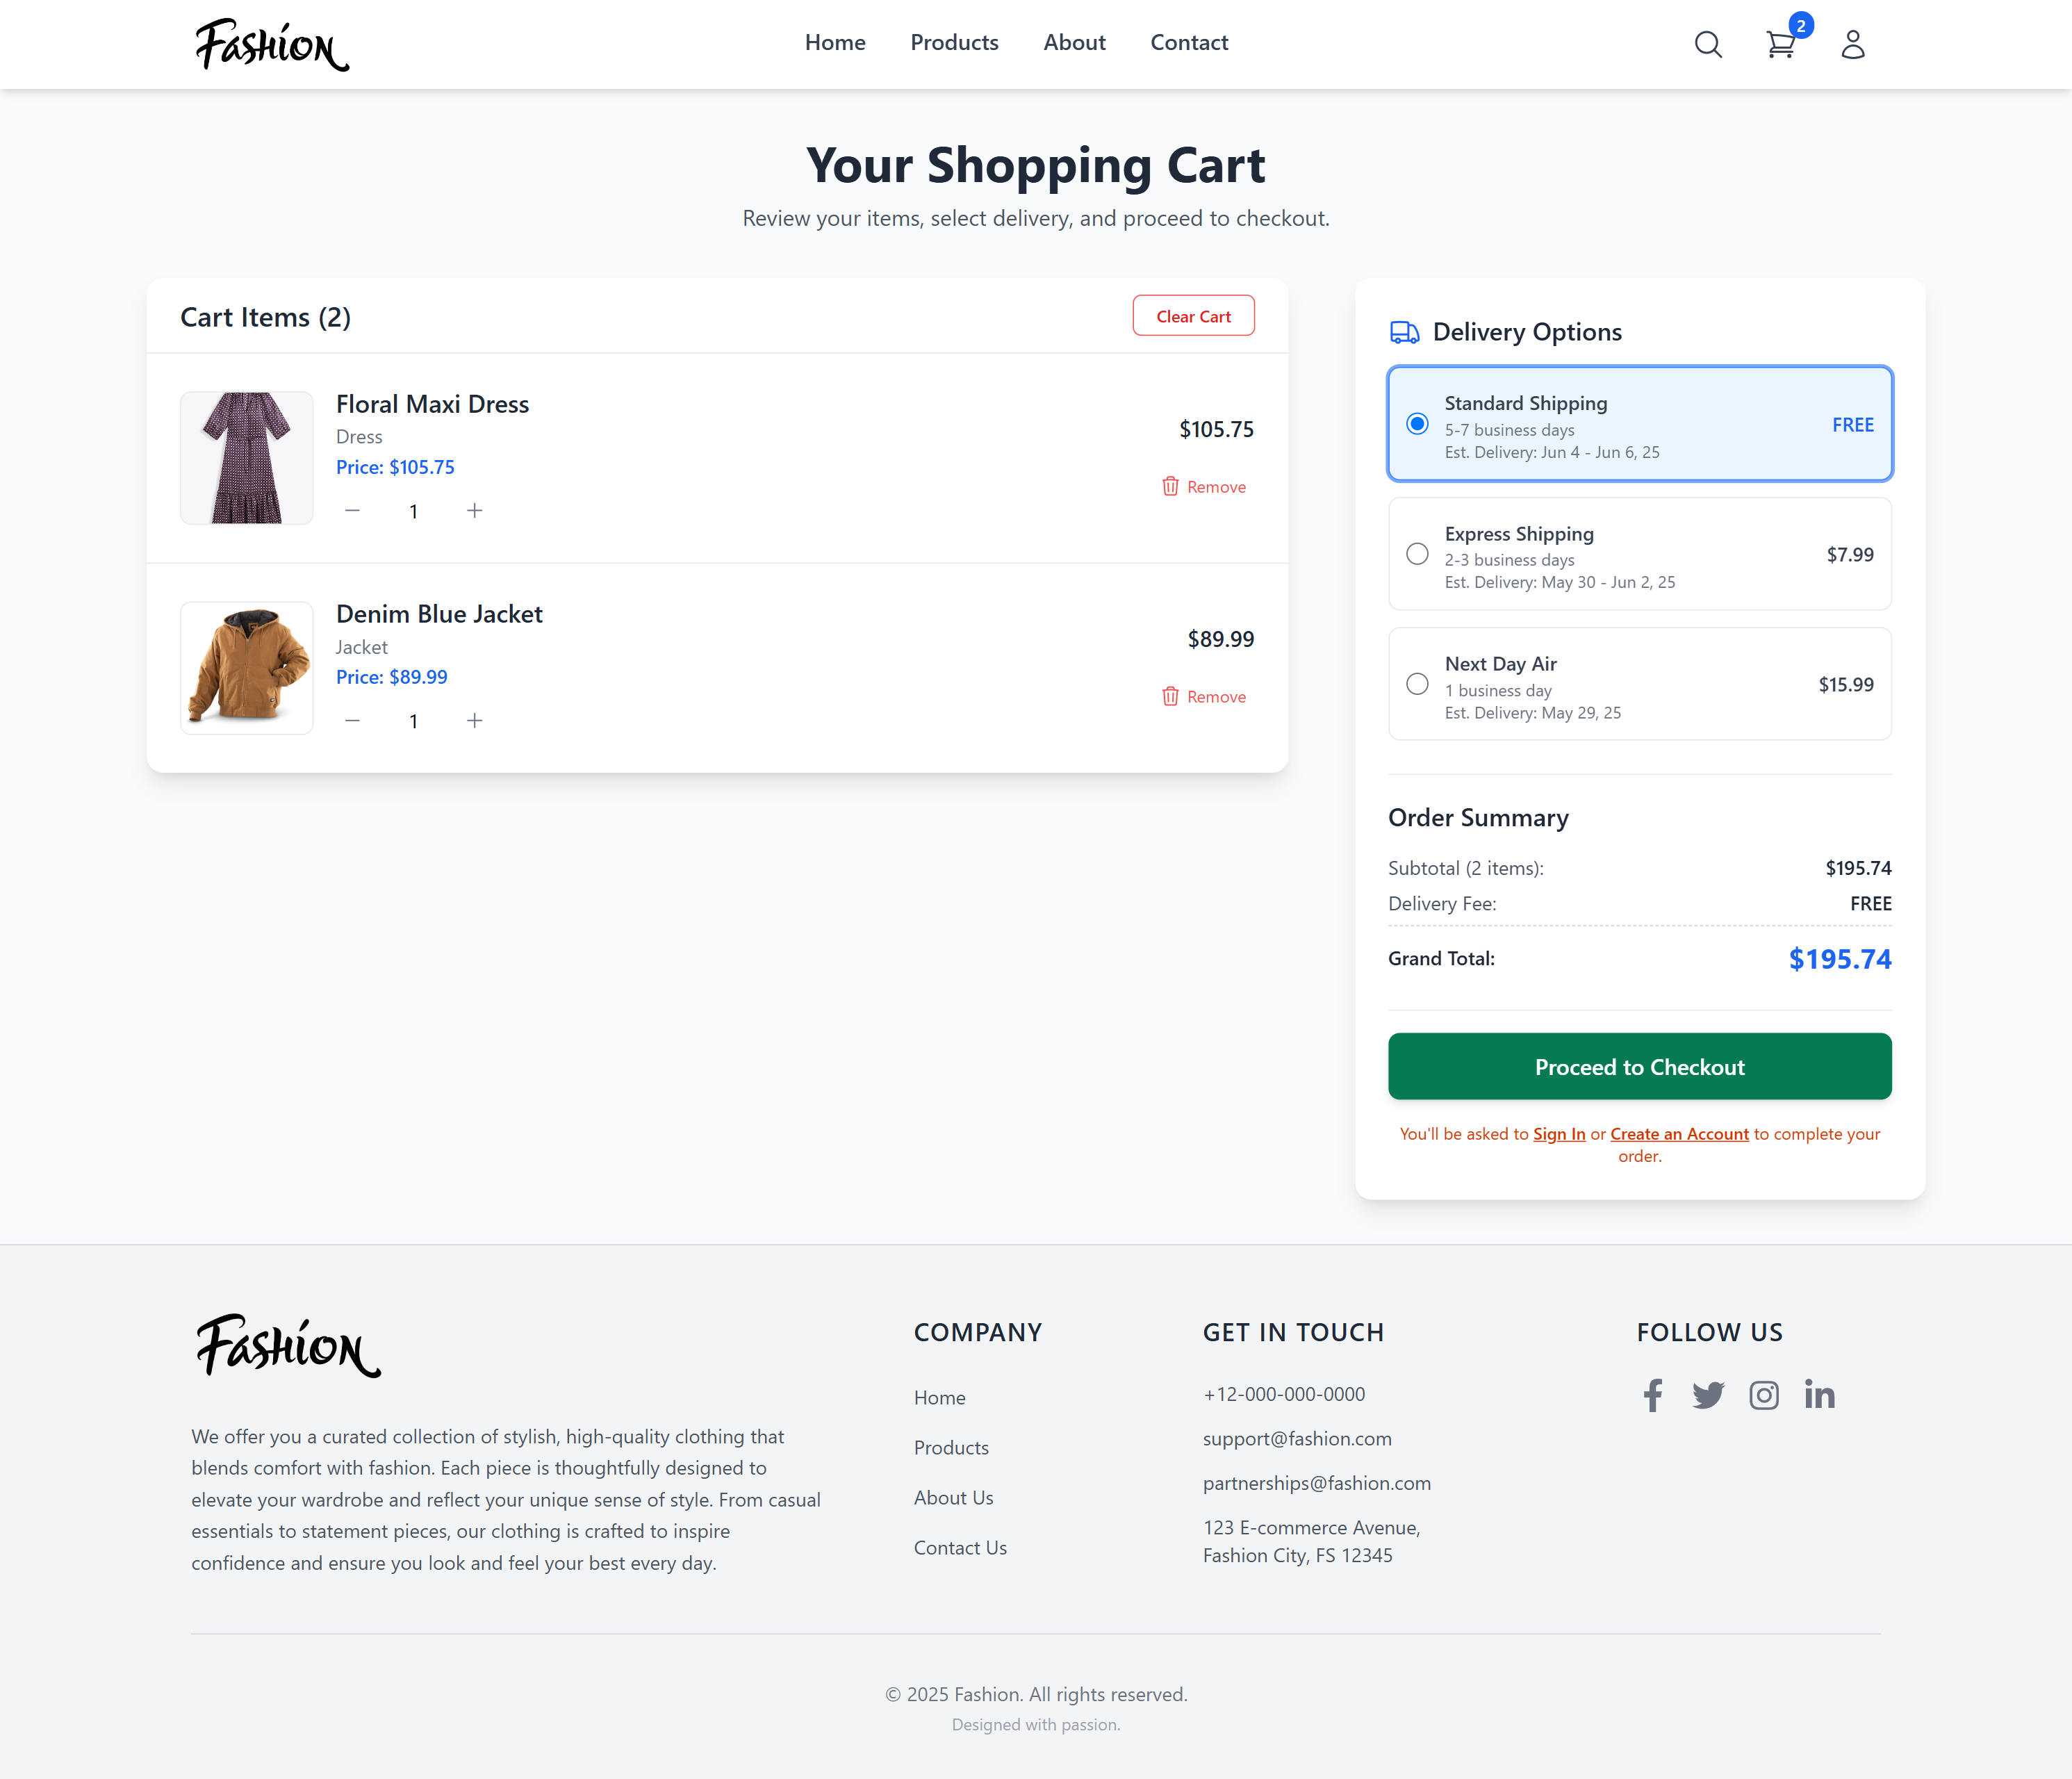 Fashion
Home
Products
About
Contact
2
Your Shopping Cart
Review your items, select delivery, and proceed to checkout.
Cart Items (2)
Clear Cart
Floral Maxi Dress
Dress
Price: $105.75
1
$105.75
Remove
Denim Blue Jacket
Jacket
Price: $89.99
1
$89.99
Remove
Delivery Options
Standard Shipping
5-7 business days
Est. Delivery: Jun 4 - Jun 6, 25
FREE
Express Shipping
2-3 business days
Est. Delivery: May 30 - Jun 2, 25
$7.99
Next Day Air
1 business day
Est. Delivery: May 29, 25
$15.99
Order Summary
Subtotal (2 items):
$195.74
Delivery Fee:
FREE
Grand Total:
$195.74
Proceed to Checkout
You'll be asked to Sign In or Create an Account to complete your
order.
Fashion
We offer you a curated collection of stylish, high-quality clothing that
blends comfort with fashion. Each piece is thoughtfully designed to
elevate your wardrobe and reflect your unique sense of style. From casual
essentials to statement pieces, our clothing is crafted to inspire
confidence and ensure you look and feel your best every day.
COMPANY
Home
Products
About Us
Contact Us
GET IN TOUCH
+12-000-000-0000
support@fashion.com
partnerships@fashion.com
123 E-commerce Avenue,
Fashion City, FS 12345
FOLLOW US
© 2025 Fashion. All rights reserved.
Designed with passion.